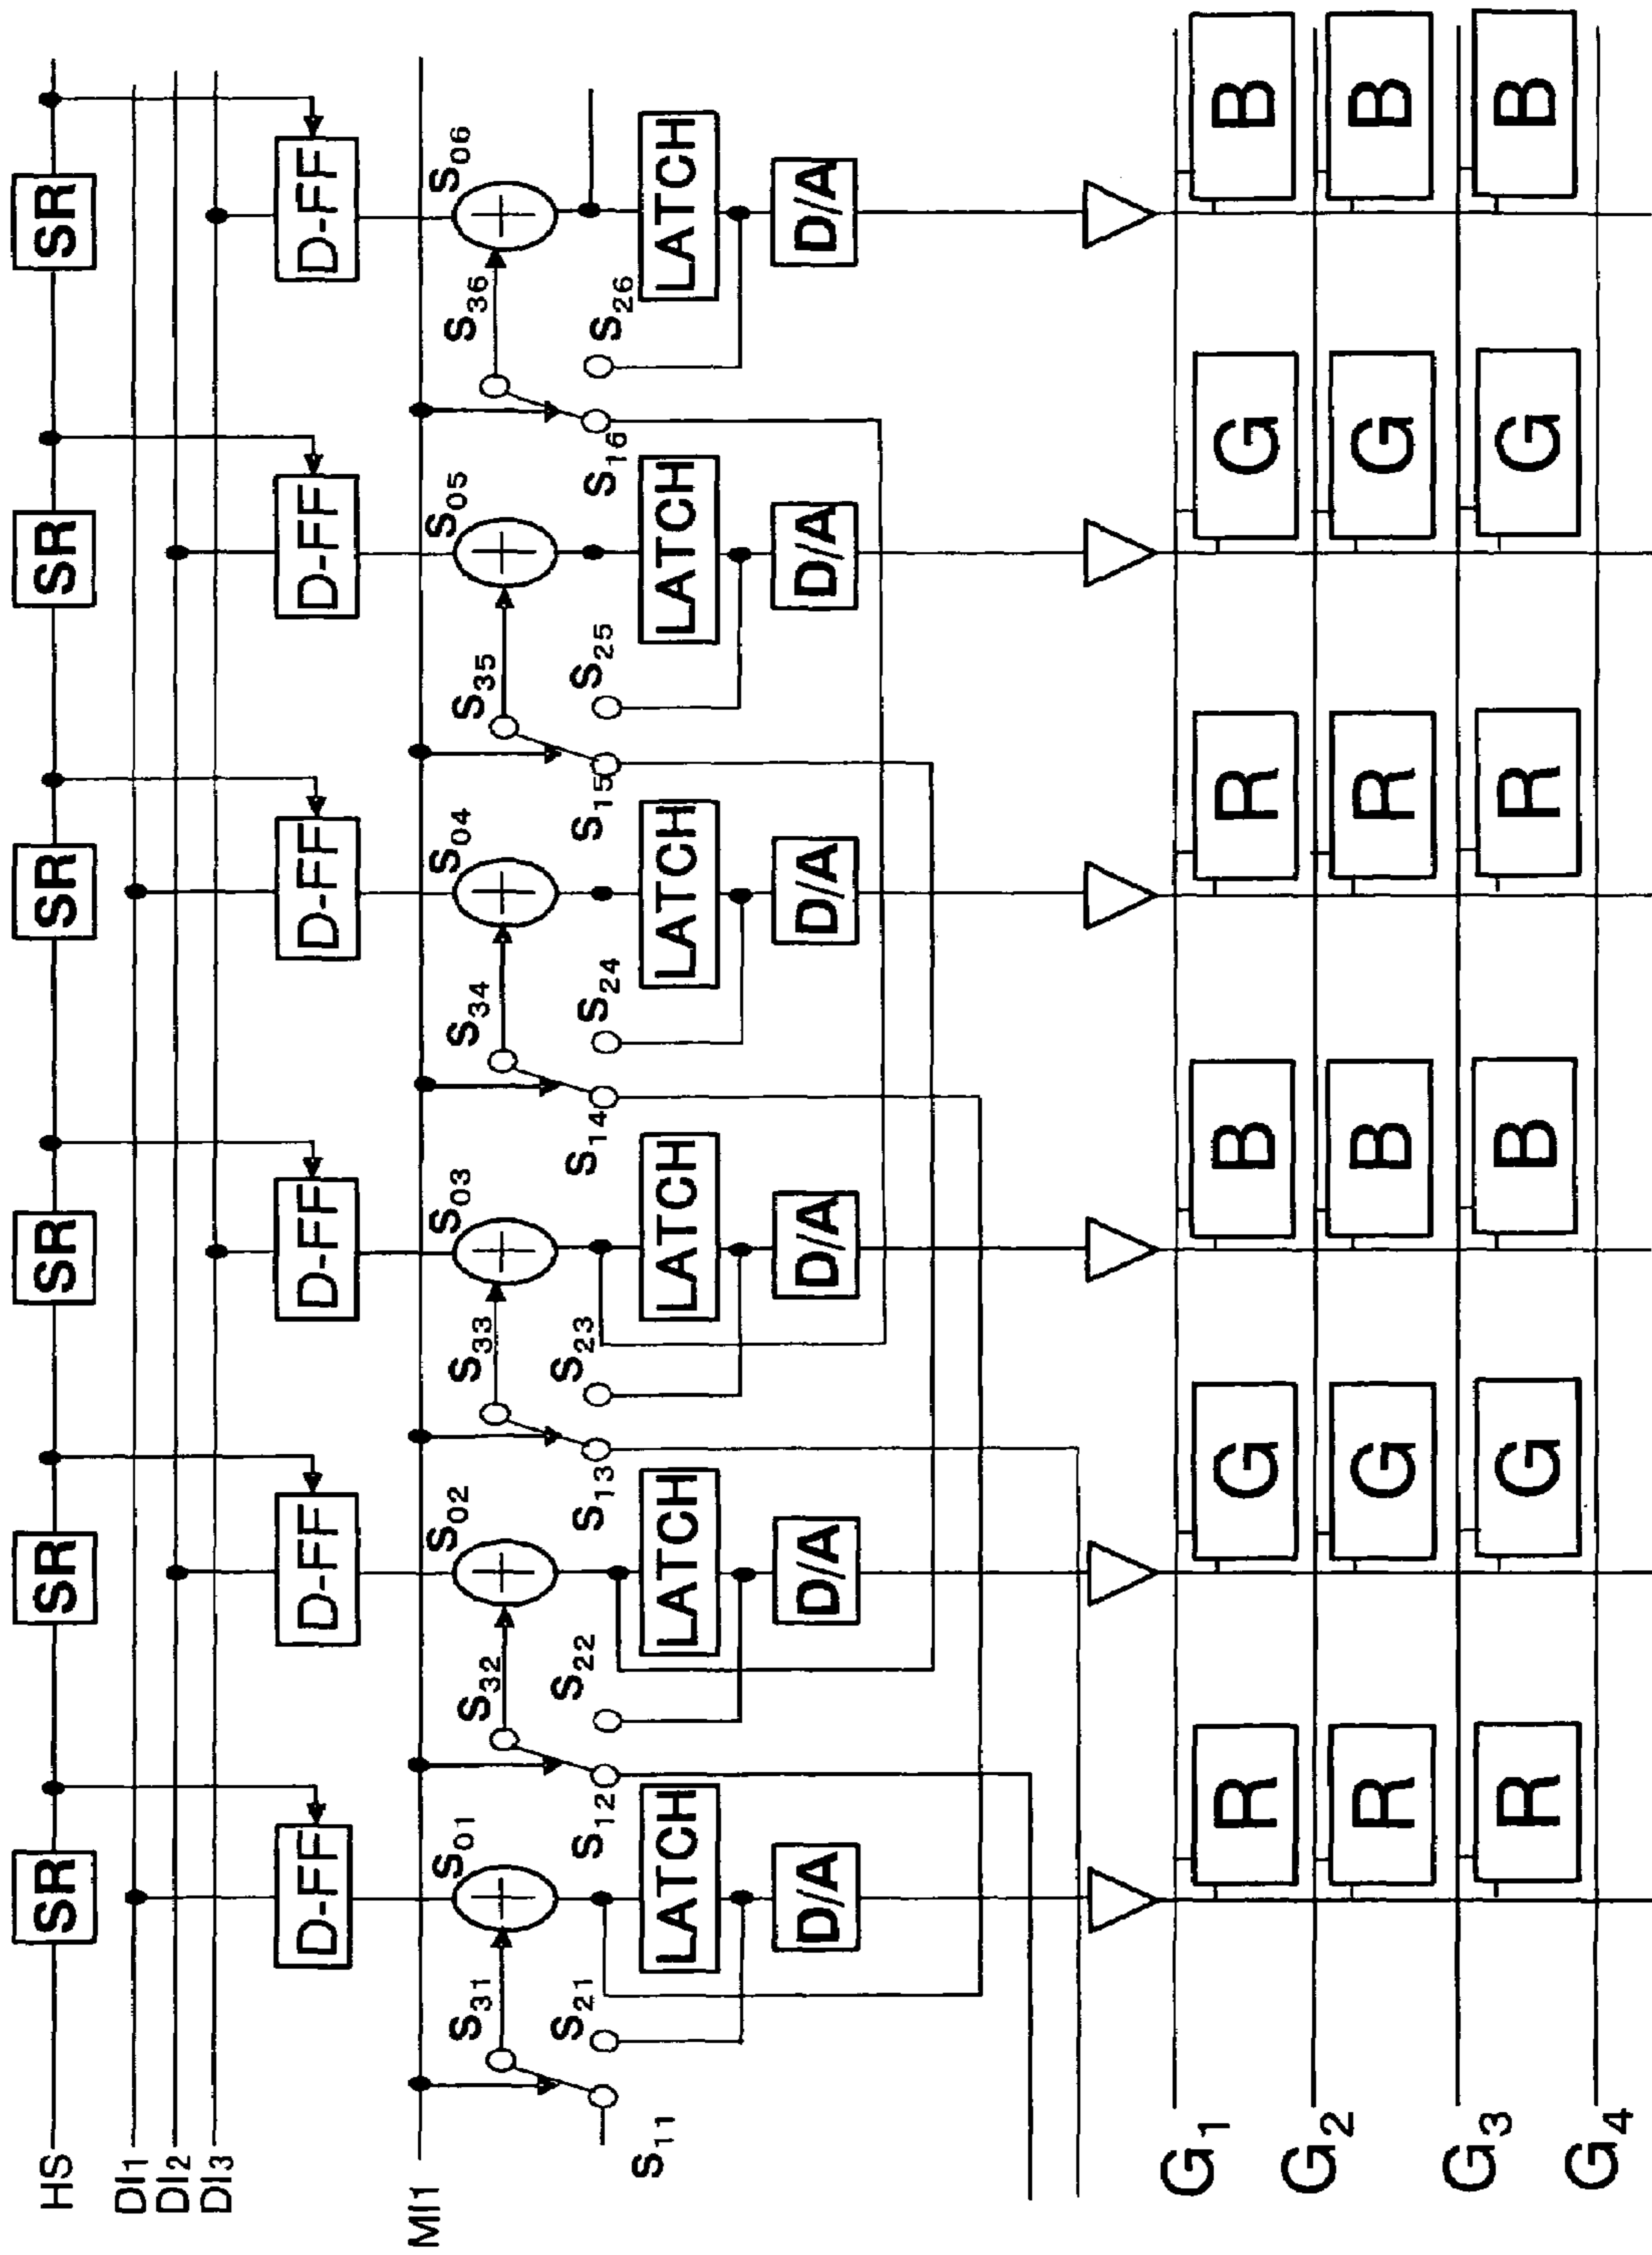 HS SR SR SR SR SR SR
DI1
DI2
DI3
D-FF D-FF D-FF D-FF D-FF D-FF
MI1
S01 S02 S03 S04 S05 S06
S31 S32 S33 S34 S35 S36
S21 S22 S23 S24 S25 S26
S11 S12 S13 S14 S15 S16
LATCH LATCH LATCH LATCH LATCH LATCH
D/A D/A D/A D/A D/A D/A
G1
R G B R G B
G2
R G B R G B
G3
R G B R G B
G4